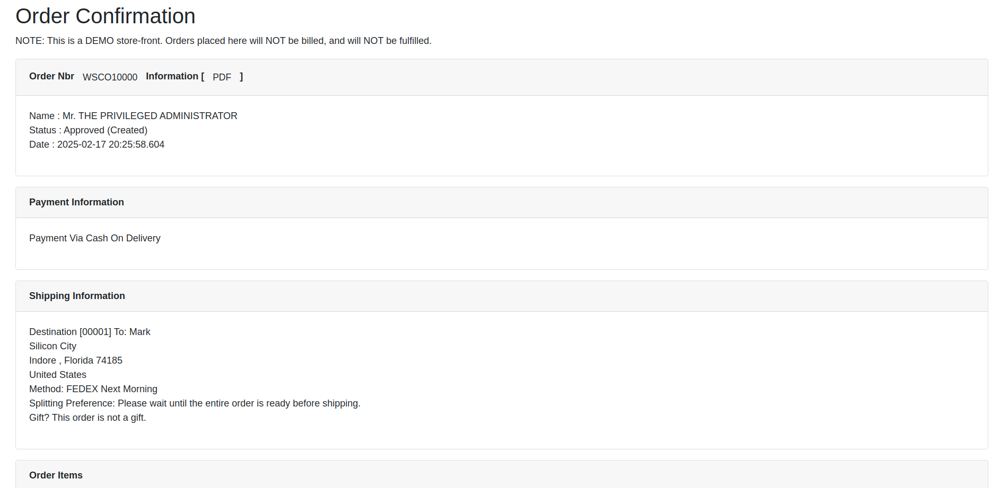 Order Confirmation
NOTE: This is a DEMO store-front. Orders placed here will NOT be billed, and will NOT be fulfilled.
Order Nbr WSCO10000 Information [ PDF ]
Name : Mr. THE PRIVILEGED ADMINISTRATOR
Status : Approved (Created)
Date : 2025-02-17 20:25:58.604
Payment Information
Payment Via Cash On Delivery
Shipping Information
Destination [00001] To: Mark
Silicon City
Indore , Florida 74185
United States
Method: FEDEX Next Morning
Splitting Preference: Please wait until the entire order is ready before shipping.
Gift? This order is not a gift.
Order Items